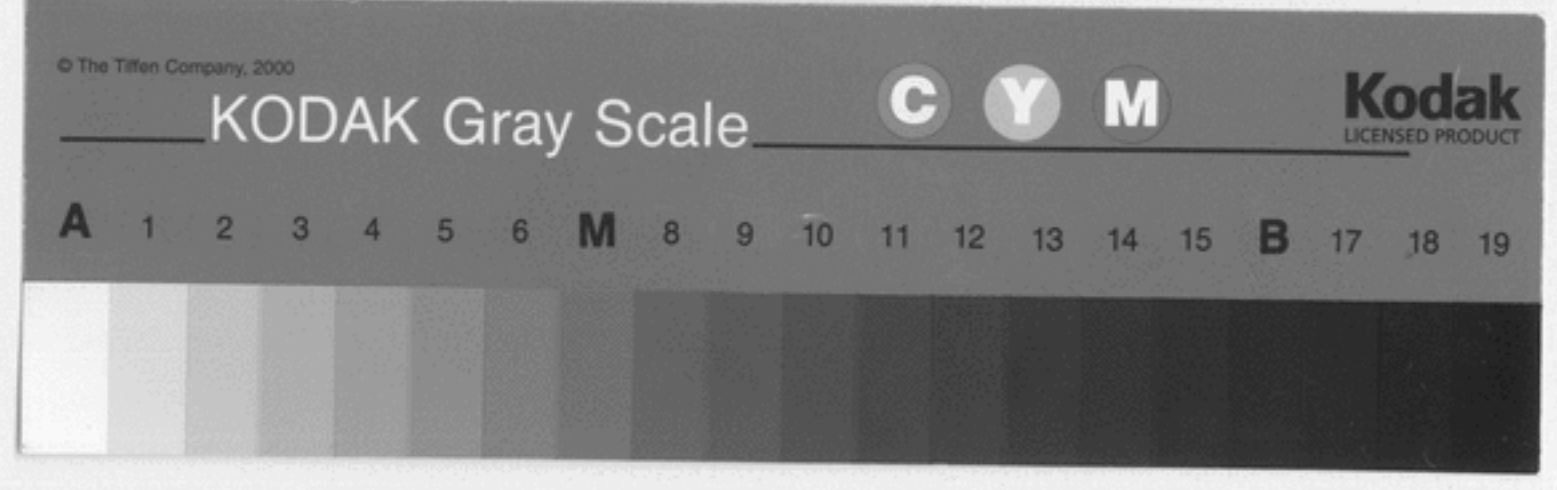 © The Tiffen Company, 2000
KODAK Gray Scale
C Y M
Kodak
LICENSED PRODUCT
A 1 2 3 4 5 6 M 8 9 10 11 12 13 14 15 B 17 18 19